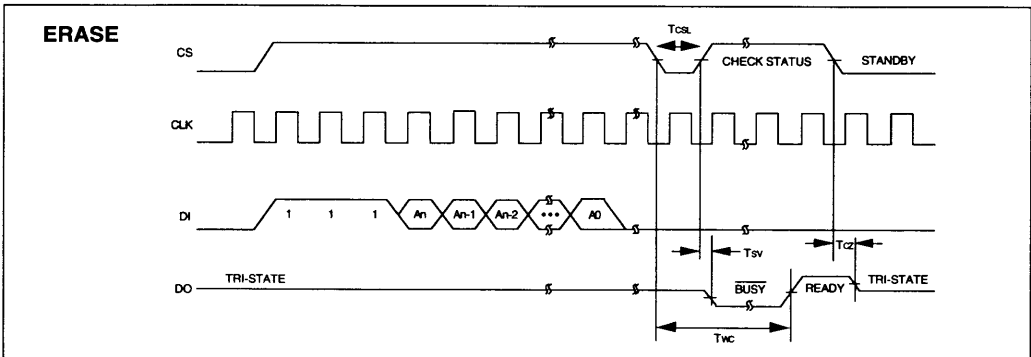 ERASE
CS
TCSL
CHECK STATUS
STANDBY
CLK
DI
1 1 1 An An-1 An-2 ••• A0
TSV
TCZ
DO
TRI-STATE
BUSY
READY
TRI-STATE
TWC